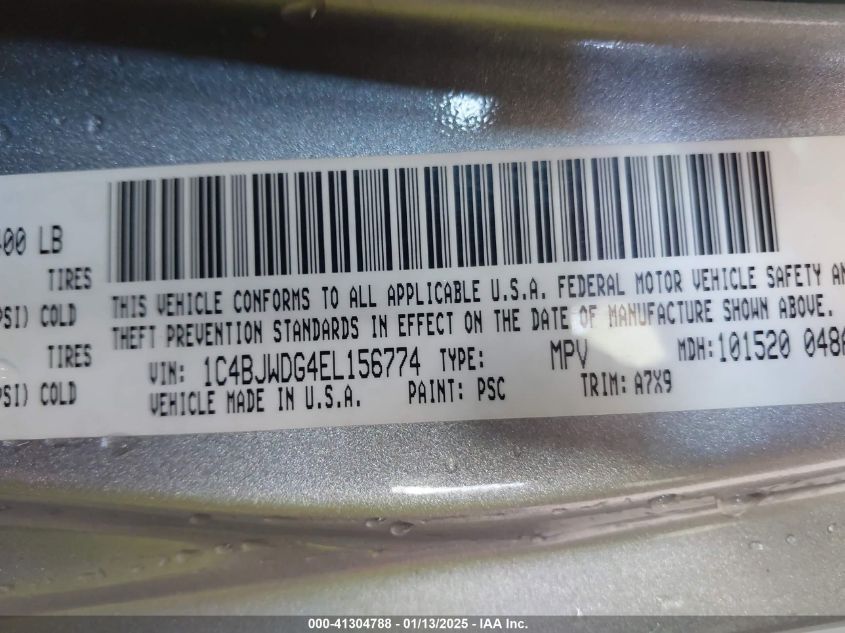 400 LB
TIRES
PSI) COLD
TIRES
PSI) COLD
THIS VEHICLE CONFORMS TO ALL APPLICABLE U.S.A. FEDERAL MOTOR VEHICLE SAFETY AN
THEFT PREVENTION STANDARDS IN EFFECT ON THE DATE OF MANUFACTURE SHOWN ABOVE.
VIN: 1C4BJWDG4EL156774 TYPE: MPV MDH:101520 048
VEHICLE MADE IN U.S.A. PAINT: PSC TRIM: A7X9
000-41304788 - 01/13/2025 - IAA Inc.